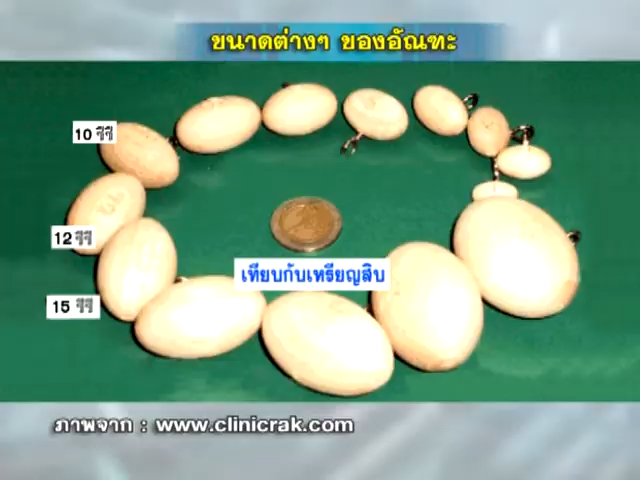 ขนาดต่างๆ ของอัณฑะ
10 ซีซี
12 ซีซี
เทียบกับเหรียญสิบ
15 ซีซี
ภาพจาก : www.clinicrak.com